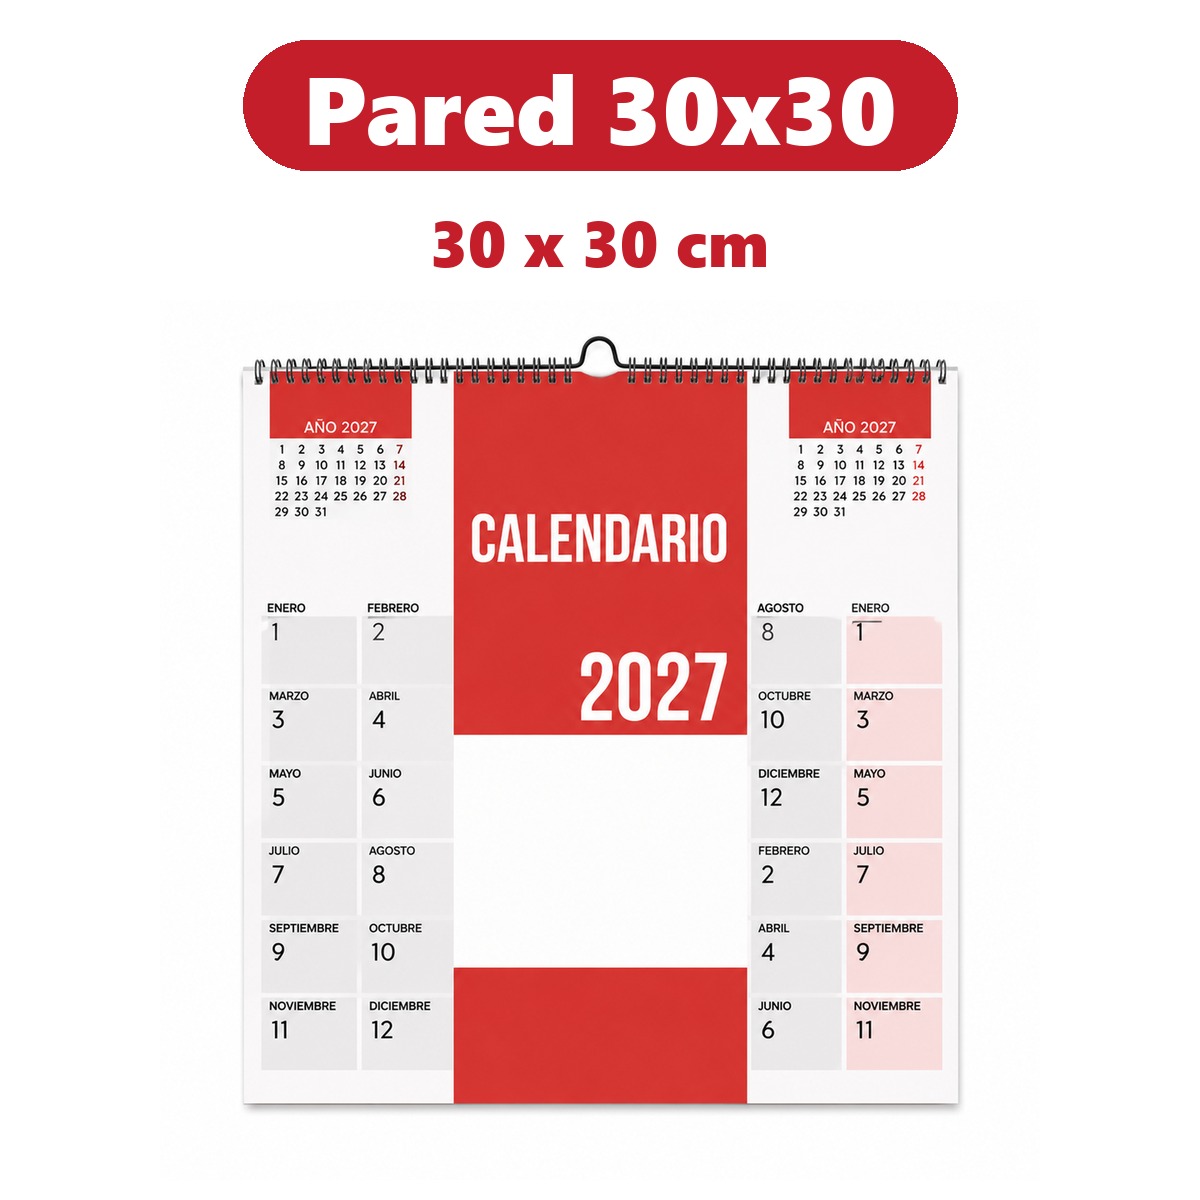 Pared 30x30
30 x 30 cm
AÑO 2027
1 2 3 4 5 6 7
8 9 10 11 12 13 14
15 16 17 18 19 20 21
22 23 24 25 26 27 28
29 30 31
AÑO 2027
1 2 3 4 5 6 7
8 9 10 11 12 13 14
15 16 17 18 19 20 21
22 23 24 25 26 27 28
29 30 31
CALENDARIO
2027
ENERO FEBRERO
1 2
MARZO ABRIL
3 4
MAYO JUNIO
5 6
JULIO AGOSTO
7 8
SEPTIEMBRE OCTUBRE
9 10
NOVIEMBRE DICIEMBRE
11 12
AGOSTO ENERO
8 1
OCTUBRE MARZO
10 3
DICIEMBRE MAYO
12 5
FEBRERO JULIO
2 7
ABRIL SEPTIEMBRE
4 9
JUNIO NOVIEMBRE
6 11